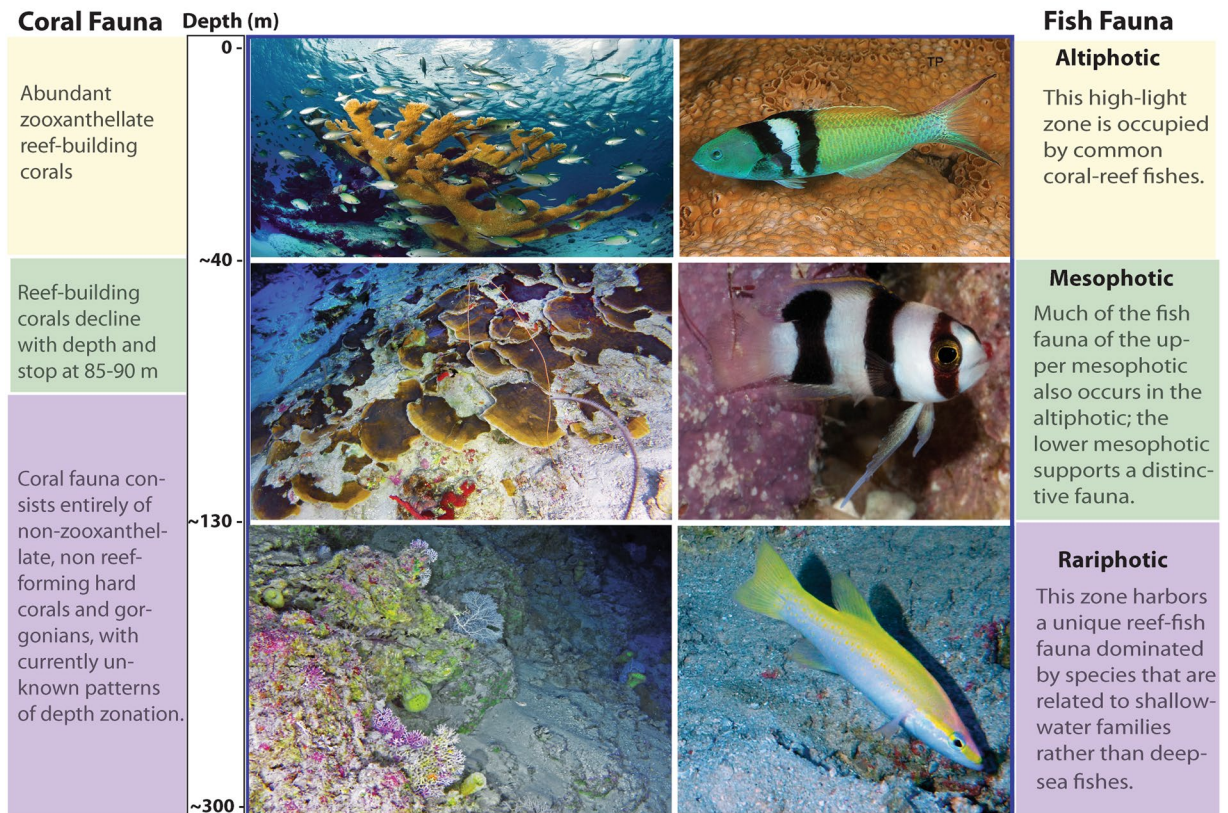 Coral Fauna
Depth (m)
Fish Fauna
0 -
Abundant
zooxanthellate
reef-building
corals
TP
Altiphotic
This high-light
zone is occupied
by common
coral-reef fishes.
~40 -
Reef-building
corals decline
with depth and
stop at 85-90 m
Mesophotic
Much of the fish
fauna of the up-
per mesophotic
also occurs in the
altiphotic; the
lower mesophotic
supports a distinc-
tive fauna.
Coral fauna con-
sists entirely of
non-zooxanthel-
late, non reef-
forming hard
corals and gor-
gonians, with
currently un-
known patterns
of depth zonation.
~130 -
Rariphotic
This zone harbors
a unique reef-fish
fauna dominated
by species that are
related to shallow-
water families
rather than deep-
sea fishes.
~300 -